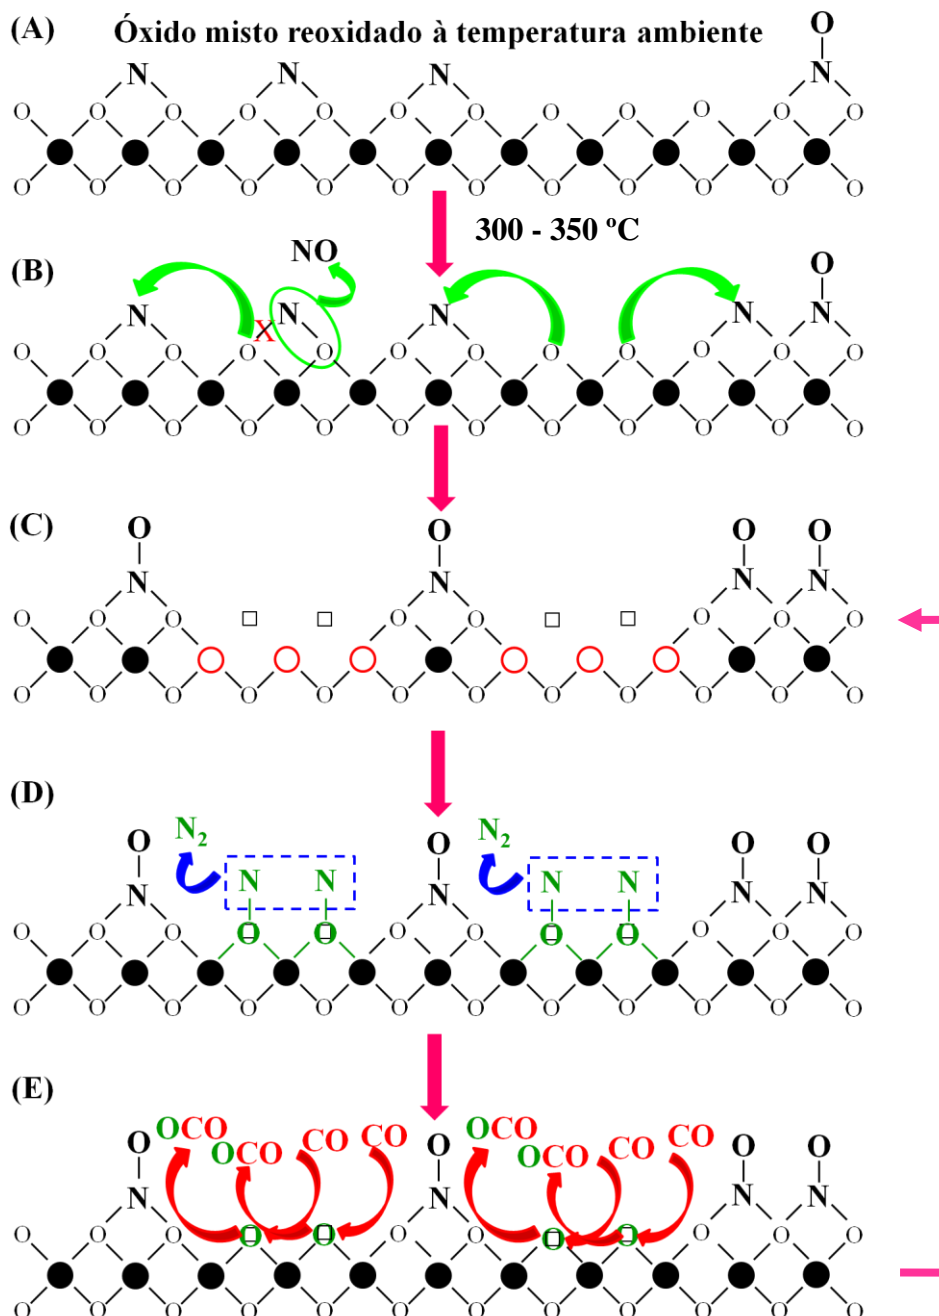 (A) Óxido misto reoxidado à temperatura ambiente O
N N N N
O O O O O O O O O O O O
O O O O O O O O O O O O
300 - 350 ºC
(B) NO O
N N N N N
X
O O O O O O O O O O O O
O O O O O O O O O O O O
(C) O O O O
N N N N
O O O O O O O O
O O O O O O O O O O O O
(D)
O N₂ O N₂ O O
N N N N N N N N
O O O O O O O O O O O O
O O O O O O O O O O O O
(E)
O OCO OCO CO CO O OCO OCO CO CO O O
N N N N
O O O O O O O O O O O O
O O O O O O O O O O O O